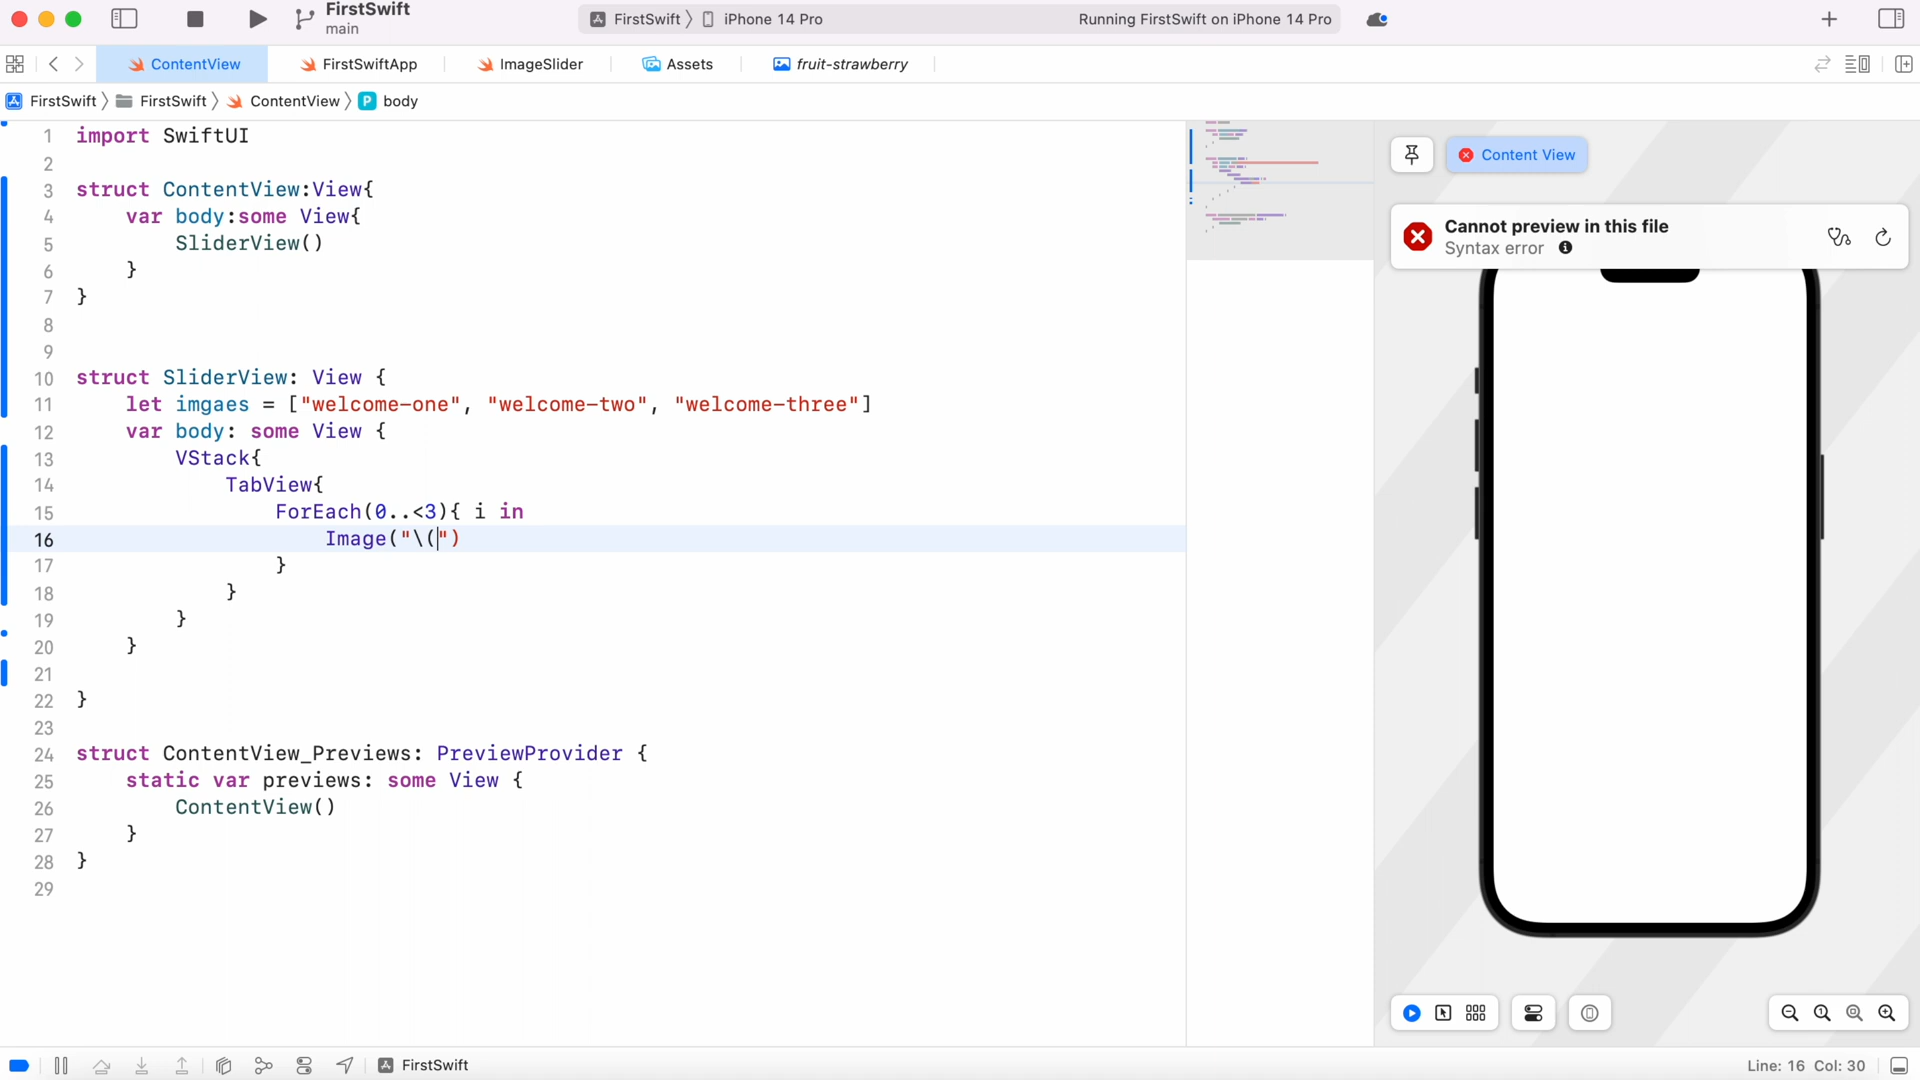 FirstSwift
main
FirstSwift 〉 iPhone 14 Pro
Running FirstSwift on iPhone 14 Pro
ContentView
FirstSwiftApp
ImageSlider
Assets
fruit-strawberry
FirstSwift 〉 FirstSwift 〉 ContentView 〉 P body
1 import SwiftUI
2
3 struct ContentView:View{
4     var body:some View{
5         SliderView()
6     }
7 }
8
9
10 struct SliderView: View {
11     let imgaes = ["welcome-one", "welcome-two", "welcome-three"]
12     var body: some View {
13         VStack{
14             TabView{
15                 ForEach(0..<3){ i in
16                     Image("\(")
17                 }
18             }
19         }
20     }
21
22 }
23
24 struct ContentView_Previews: PreviewProvider {
25     static var previews: some View {
26         ContentView()
27     }
28 }
29
Content View
Cannot preview in this file
Syntax error
FirstSwift
Line: 16 Col: 30